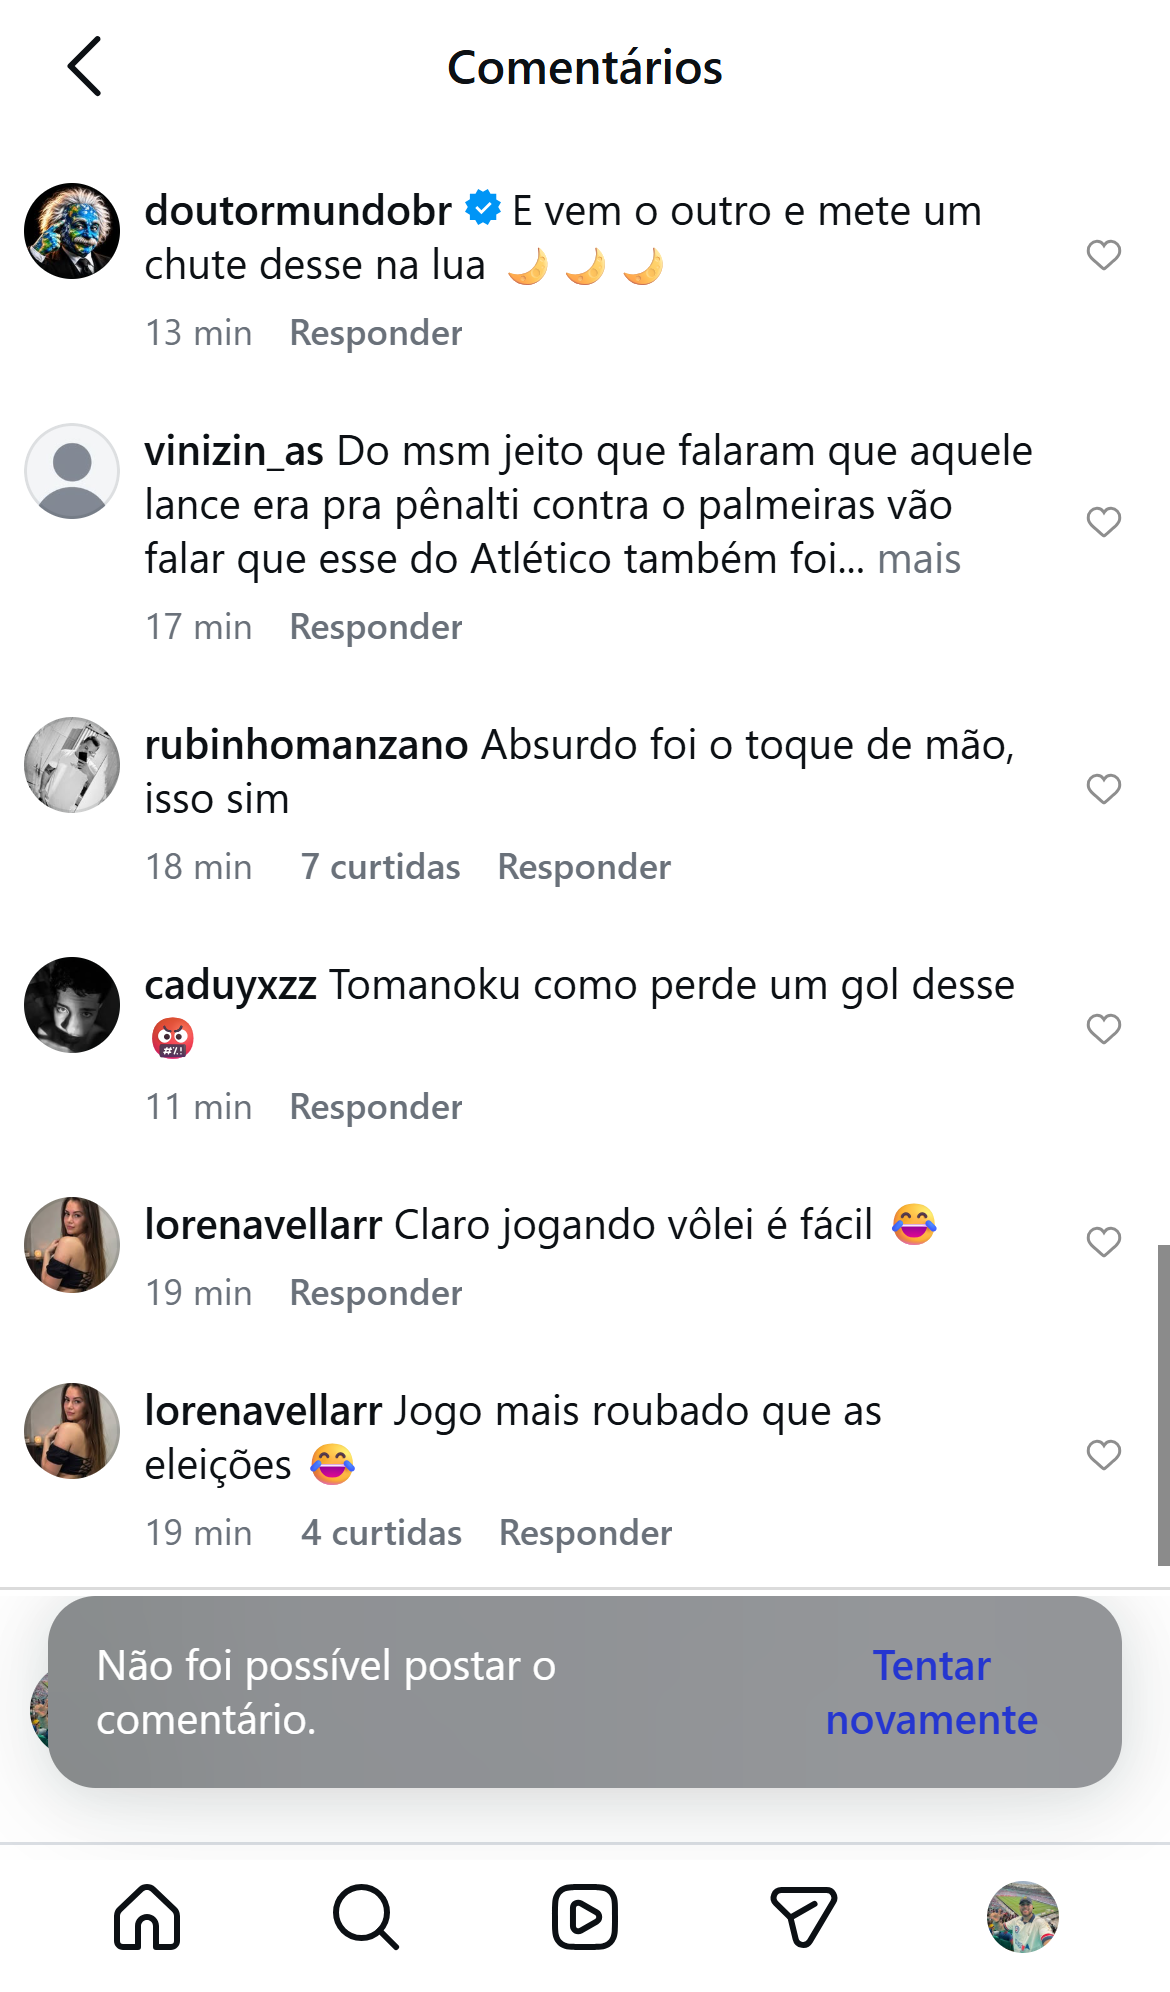 Comentários
doutormundobr E vem o outro e mete um
chute desse na lua 🌙🌙🌙
13 min Responder
vinizin_as Do msm jeito que falaram que aquele
lance era pra pênalti contra o palmeiras vão
falar que esse do Atlético também foi... mais
17 min Responder
rubinhomanzano Absurdo foi o toque de mão,
isso sim
18 min 7 curtidas Responder
caduyxzz Tomanoku como perde um gol desse
🤬
11 min Responder
lorenavellarr Claro jogando vôlei é fácil 😂
19 min Responder
lorenavellarr Jogo mais roubado que as
eleições 😂
19 min 4 curtidas Responder
Não foi possível postar o
comentário.
Tentar
novamente